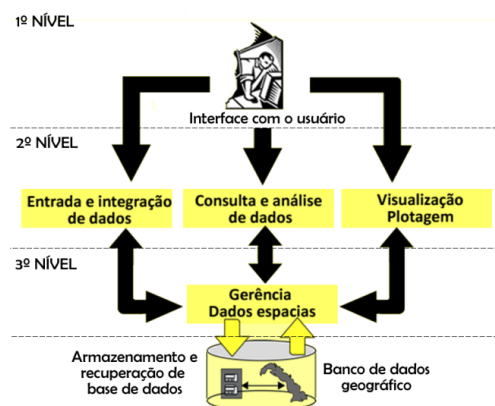 1º NÍVEL
Interface com o usuário
2º NÍVEL
Entrada e integração
de dados
Consulta e análise
de dados
Visualização
Plotagem
3º NÍVEL
Gerência
Dados espacias
Armazenamento e
recuperação de
base de dados
Banco de dados
geográfico